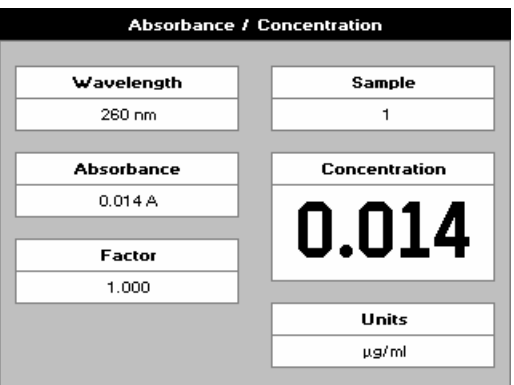 Absorbance / Concentration
Wavelength
260 nm
Sample
1
Absorbance
0.014 A
Concentration
0.014
Factor
1.000
Units
µg/ml